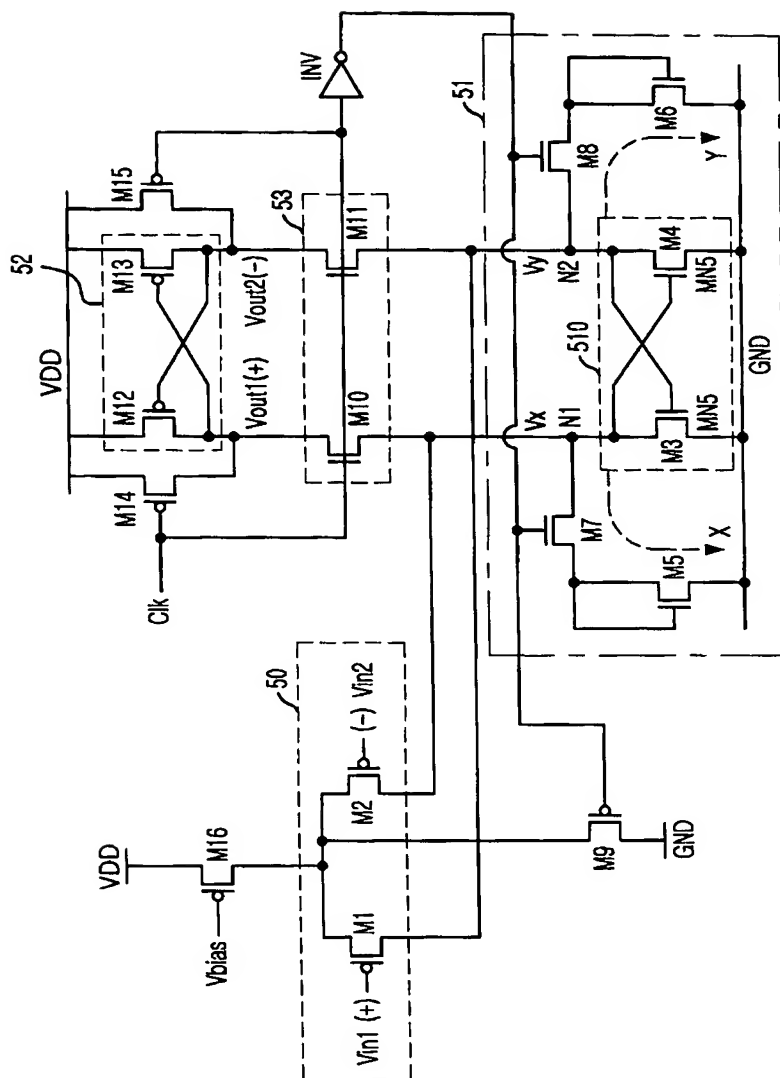 VDD
52
M14
M12
M13
M15
Clk
Vout1(+)
Vout2(-)
INV
53
M10
M11
VDD
Vbias
M16
50
Vin1 (+)
M1
M2
(-) Vin2
M9
GND
51
Vx
Vy
N1
N2
M7
M8
510
X
M5
M3
MN5
M4
MN5
Y
M6
GND